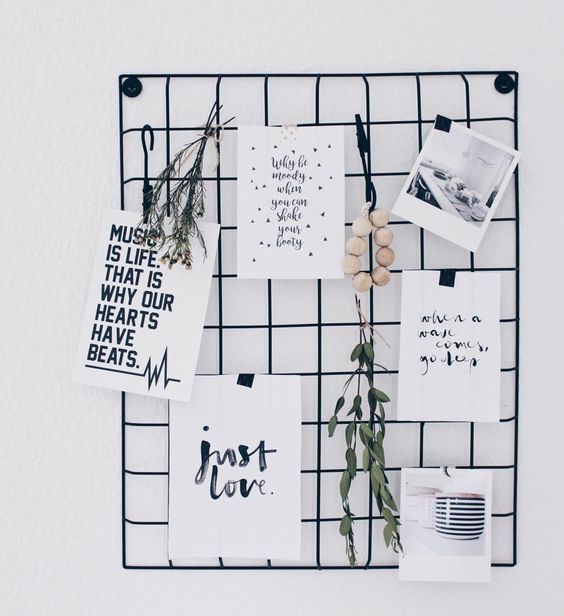 Why be
moody
when
you can
shake
your
booty
MUSIC
IS LIFE.
THAT IS
WHY OUR
HEARTS
HAVE
BEATS.
when a
wave
comes,
go deep
just
love.